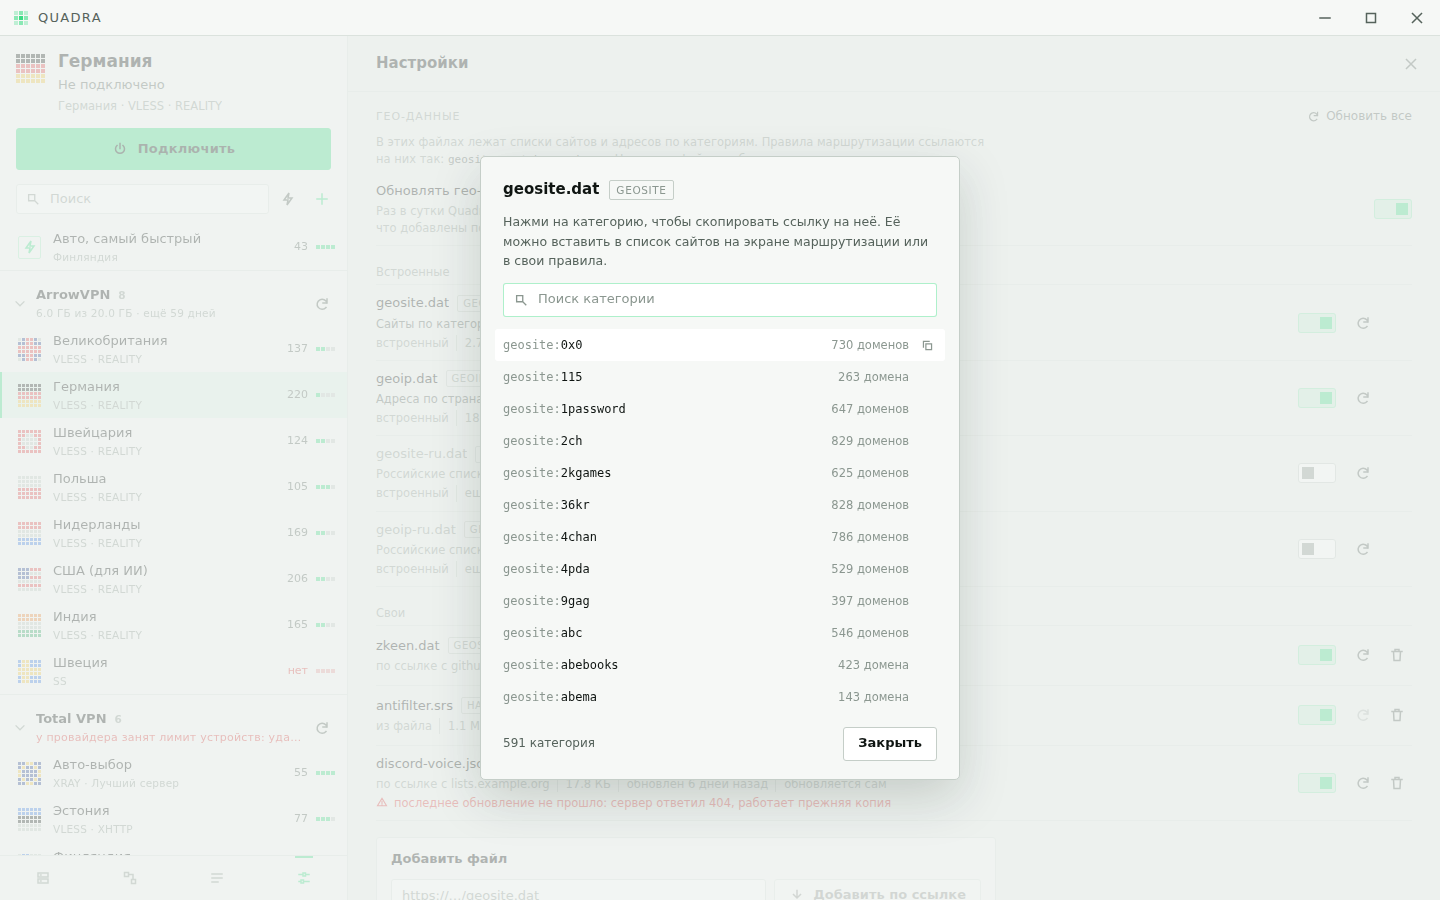 QUADRA
Германия
Не подключено
Германия · VLESS · REALITY
Подключить
Поиск
Авто, самый быстрый
Финляндия
43
ArrowVPN 8
6.0 ГБ из 20.0 ГБ · ещё 59 дней
Великобритания
VLESS · REALITY
137
Германия
VLESS · REALITY
220
Швейцария
VLESS · REALITY
124
Польша
VLESS · REALITY
105
Нидерланды
VLESS · REALITY
169
США (для ИИ)
VLESS · REALITY
206
Индия
VLESS · REALITY
165
Швеция
SS
нет
Total VPN 6
у провайдера занят лимит устройств: уда...
Авто-выбор
XRAY · Лучший сервер
55
Эстония
VLESS · XHTTP
77
Настройки
ГЕО-ДАННЫЕ
Обновить все
В этих файлах лежат списки сайтов и адресов по категориям. Правила маршрутизации ссылаются
на них так:
Обновлять гео-
Раз в сутки
что добавлены
Встроенные
geosite.dat
Сайты по
встроенный
geoip.dat
Адреса по
встроенный
geosite-ru.dat
Российские
встроенный
geoip-ru.dat
Российские
встроенный
Свои
zkeen.dat
по ссылке с
antifilter.srs
из файла
discord-voice.
по ссылке с lists.example.org 17.8 КБ обновлён 6 дней назад обновляется сам
последнее обновление не прошло: сервер ответил 404, работает прежняя копия
Добавить файл
https://.../geosite.dat
Добавить по ссылке
geosite.dat GEOSITE
Нажми на категорию, чтобы скопировать ссылку на неё. Её
можно вставить в список сайтов на экране маршрутизации или
в свои правила.
Поиск категории
geosite:0x0 730 доменов
geosite:115 263 домена
geosite:1password 647 доменов
geosite:2ch 829 доменов
geosite:2kgames 625 доменов
geosite:36kr 828 доменов
geosite:4chan 786 доменов
geosite:4pda 529 доменов
geosite:9gag 397 доменов
geosite:abc 546 доменов
geosite:abebooks 423 домена
geosite:abema 143 домена
591 категория
Закрыть